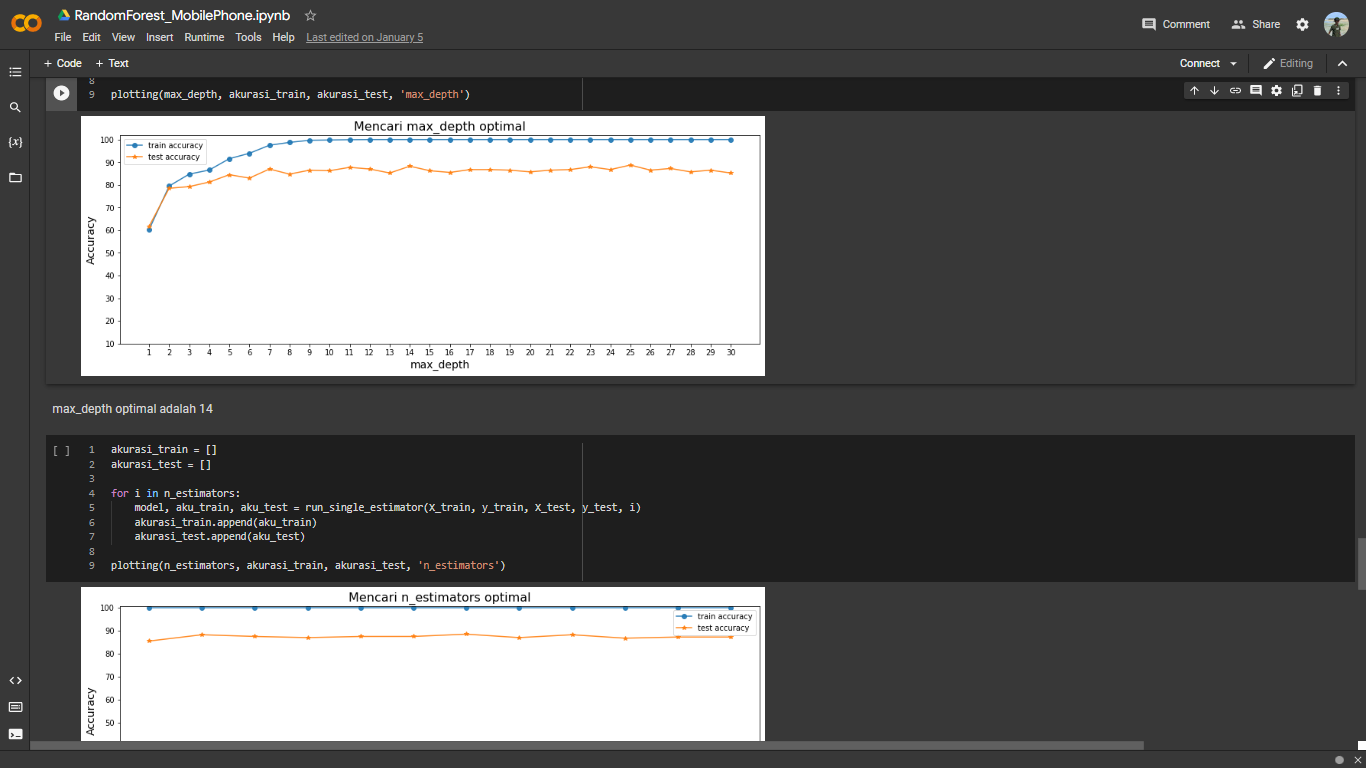 RandomForest_MobilePhone.ipynb
File Edit View Insert Runtime Tools Help Last edited on January 5
Comment Share
+ Code + Text
Connect Editing
8
9 plotting(max_depth, akurasi_train, akurasi_test, 'max_depth')
Mencari max_depth optimal
train accuracy
test accuracy
100
90
80
70
60
50
40
30
20
10
Accuracy
1 2 3 4 5 6 7 8 9 10 11 12 13 14 15 16 17 18 19 20 21 22 23 24 25 26 27 28 29 30
max_depth
max_depth optimal adalah 14
[ ] 1 akurasi_train = []
2 akurasi_test = []
3
4 for i in n_estimators:
5 model, aku_train, aku_test = run_single_estimator(X_train, y_train, X_test, y_test, i)
6 akurasi_train.append(aku_train)
7 akurasi_test.append(aku_test)
8
9 plotting(n_estimators, akurasi_train, akurasi_test, 'n_estimators')
Mencari n_estimators optimal
train accuracy
test accuracy
100
90
80
70
60
50
Accuracy